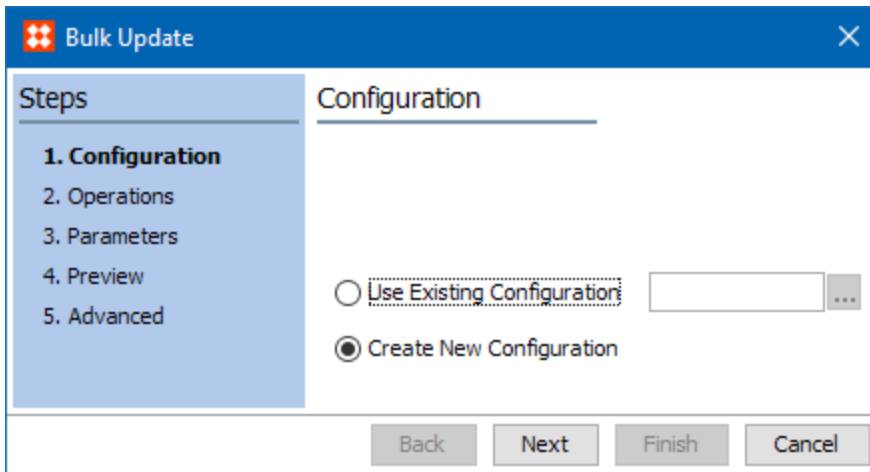 Bulk Update
Steps
1. Configuration
2. Operations
3. Parameters
4. Preview
5. Advanced
Configuration
Use Existing Configuration ...
Create New Configuration
Back Next Finish Cancel